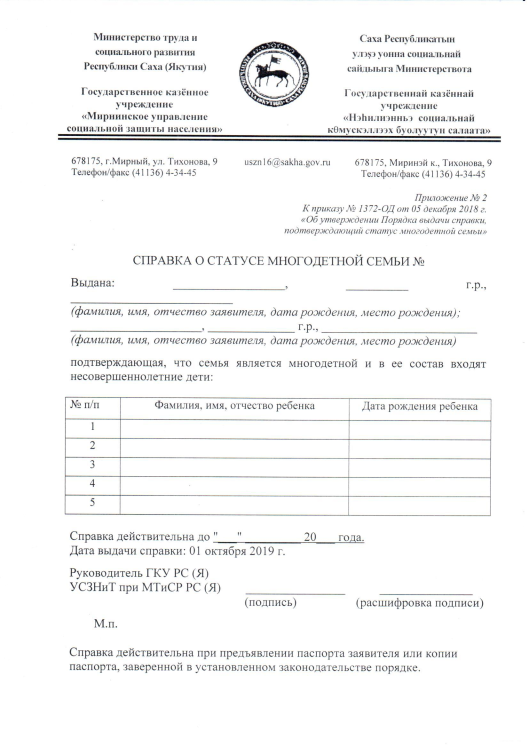 Министерство труда и
социального развития
Республики Саха (Якутия)
Государственное казённое
учреждение
«Мирнинское управление
социальной защиты населения»
Саха Республикатын
үлэҕэ уонна социальнай
сайдыыга Министерствота
Государственнай казённай
учреждение
«Нэһилиэнньэ социальнай
көмүскэллээх буолуутун салаата»
678175, г.Мирный, ул. Тихонова, 9
Телефон/факс (41136) 4-34-45
uszn16@sakha.gov.ru
678175, Мирнэй к., Тихонова, 9
Телефон/факс (41136) 4-34-45
Приложение № 2
К приказу № 1372-ОД от 05 декабря 2018 г.
«Об утверждении Порядка выдачи справки,
подтверждающий статус многодетной семьи»
СПРАВКА О СТАТУСЕ МНОГОДЕТНОЙ СЕМЬИ №
Выдана: ___________________, ___________ г.р.,
___________________________
(фамилия, имя, отчество заявителя, дата рождения, место рождения);
______________________, ______________ г.р., __________________________
(фамилия, имя, отчество заявителя, дата рождения, место рождения)
подтверждающая, что семья является многодетной и в ее состав входят
несовершеннолетние дети:
№ п/п Фамилия, имя, отчество ребенка Дата рождения ребенка
1
2
3
4
5
Справка действительна до "___" __________ 20___ года.
Дата выдачи справки: 01 октября 2019 г.
Руководитель ГКУ РС (Я)
УСЗНиТ при МТиСР РС (Я) _________________ ________________
(подпись) (расшифровка подписи)
М.п.
Справка действительна при предъявлении паспорта заявителя или копии
паспорта, заверенной в установленном законодательстве порядке.